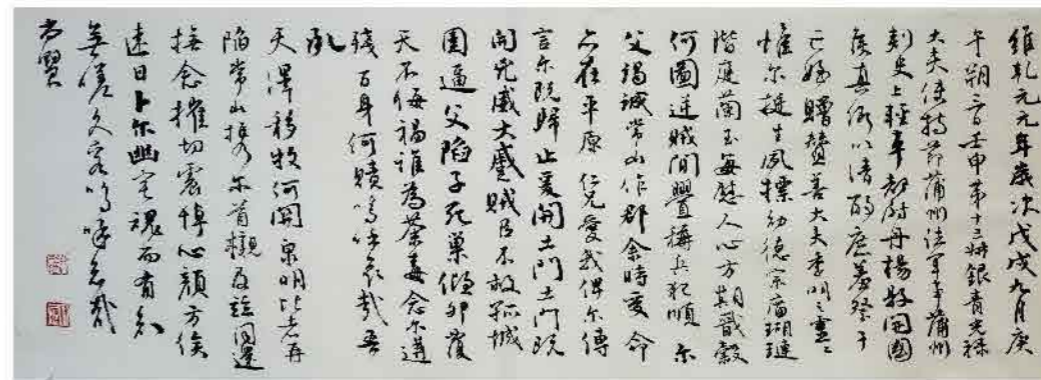 維乾元元年歲次戊戌九月庚
午朔三日壬申第十三叔銀青光祿
大夫使持節蒲州諸軍事蒲州
刺史上輕車都尉丹楊縣開國
侯真卿以清酌庶羞祭于
亡姪贈贊善大夫季明之靈
惟爾挺生夙標幼德宗廟瑚璉
階庭蘭玉每慰人心方期戩穀
何圖逆賊間釁稱兵犯順爾
父竭誠常山作郡余時受命
亦在平原仁兄愛我俾爾傳
言爾既歸止爰開土門土門既
開兇威大蹙賊臣不救孤城
圍逼父陷子死巢傾卵覆
天不悔禍誰為荼毒念爾遘
殘百身何贖嗚呼哀哉吾
承
天澤移牧河關泉明比者再
陷常山攜爾首櫬及茲同還
撫念摧切震悼心顏方俟
遠日卜爾幽宅魂而有知
無嗟久客嗚呼哀哉
尚饗